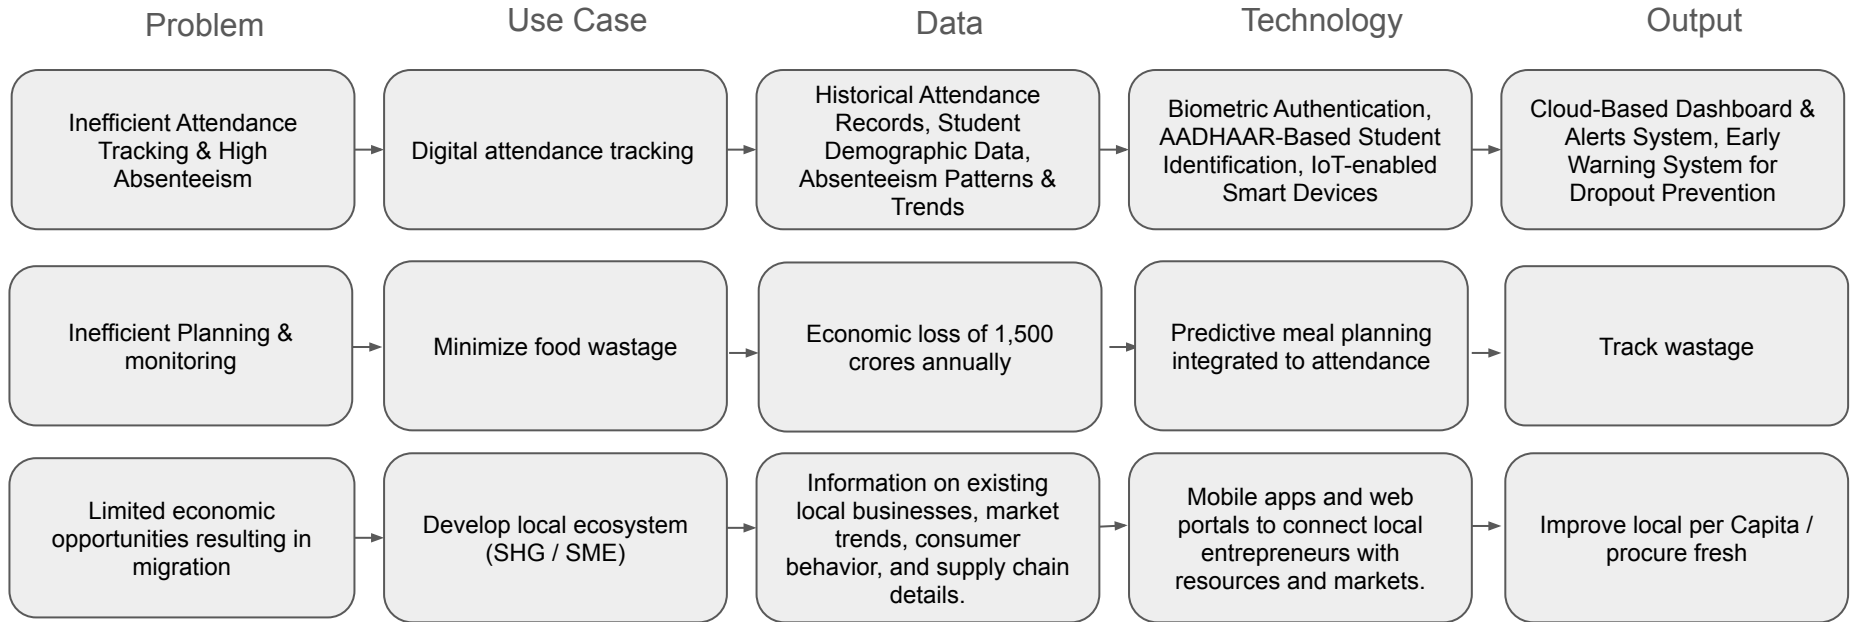 Problem
Use Case
Data
Technology
Output
Inefficient Attendance
Tracking & High
Absenteeism
Digital attendance tracking
Historical Attendance
Records, Student
Demographic Data,
Absenteeism Patterns &
Trends
Biometric Authentication,
AADHAAR-Based Student
Identification, IoT-enabled
Smart Devices
Cloud-Based Dashboard &
Alerts System, Early
Warning System for
Dropout Prevention
Inefficient Planning &
monitoring
Minimize food wastage
Economic loss of 1,500
crores annually
Predictive meal planning
integrated to attendance
Track wastage
Limited economic
opportunities resulting in
migration
Develop local ecosystem
(SHG / SME)
Information on existing
local businesses, market
trends, consumer
behavior, and supply chain
details.
Mobile apps and web
portals to connect local
entrepreneurs with
resources and markets.
Improve local per Capita /
procure fresh